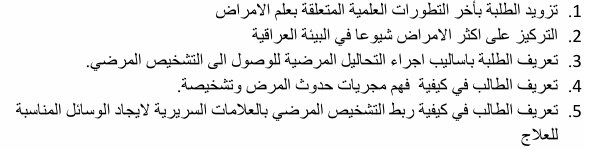 1. تزويد الطلبة بأخر التطورات العلمية المتعلقة بعلم الامراض
2. التركيز على اكثر الامراض شيوعا في البيئة العراقية
3. تعريف الطلبة باساليب اجراء التحاليل المرضية للوصول الى التشخيص المرضي.
4. تعريف الطالب في كيفية فهم مجريات حدوث المرض وتشخيصة.
5. تعريف الطالب في كيفية ربط التشخيص المرضي بالعلامات السريرية لايجاد الوسائل المناسبة
للعلاج